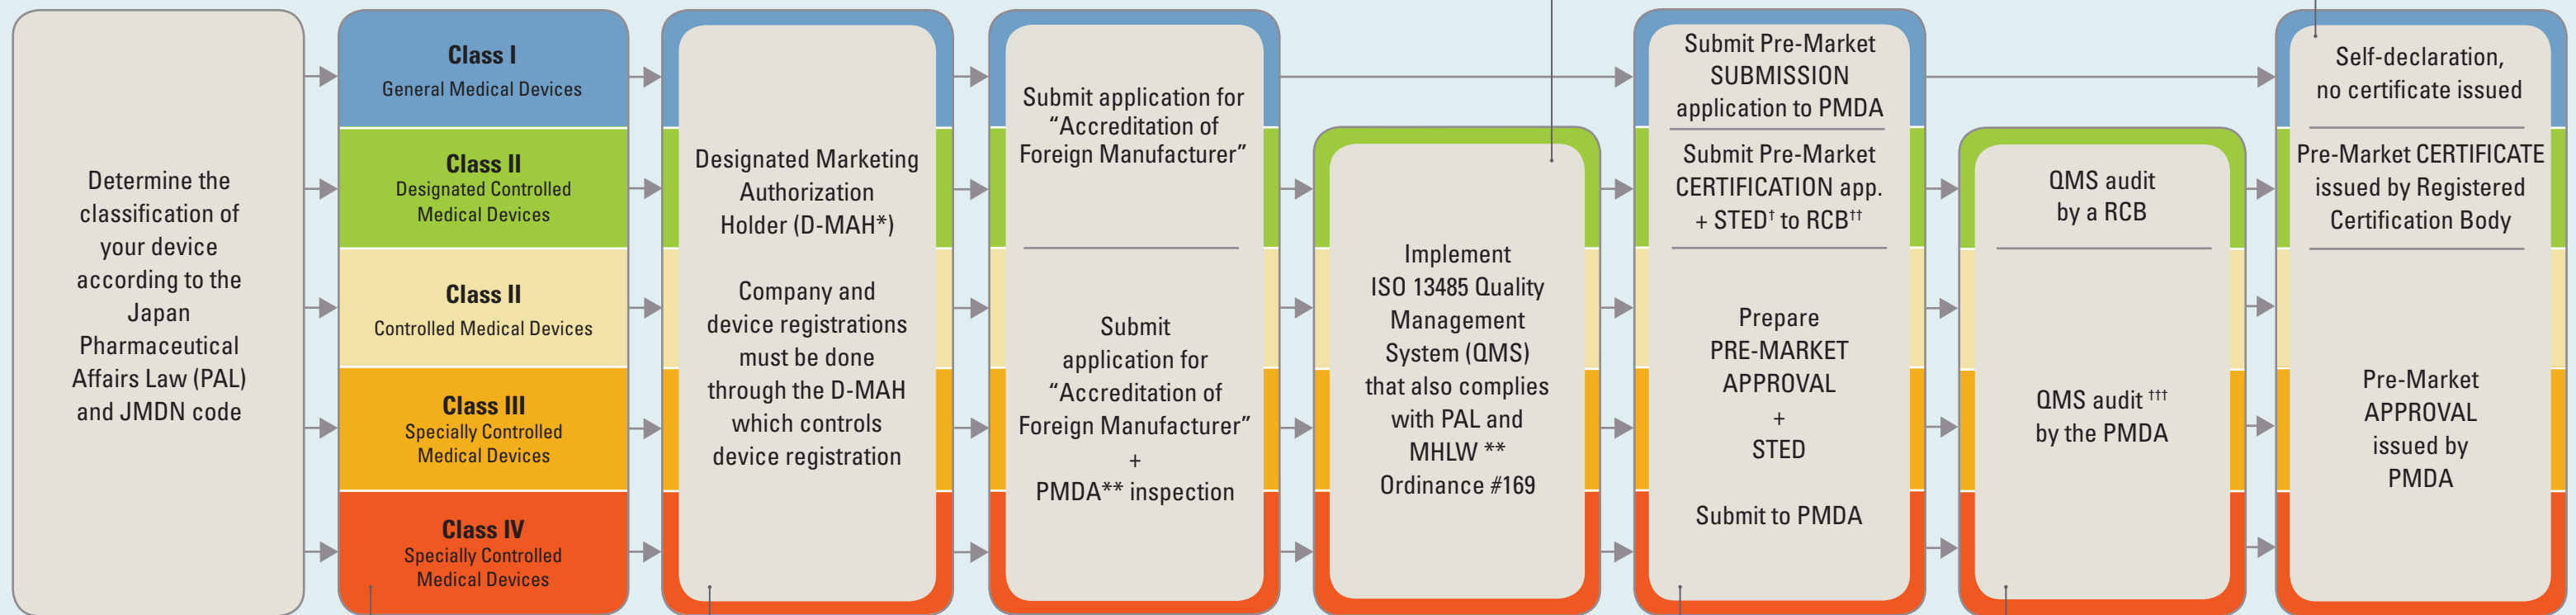 Determine the
classification of
your device
according to the
Japan
Pharmaceutical
Affairs Law (PAL)
and JMDN code
Class I
General Medical Devices
Class II
Designated Controlled
Medical Devices
Class II
Controlled Medical Devices
Class III
Specially Controlled
Medical Devices
Class IV
Specially Controlled
Medical Devices
Designated Marketing
Authorization
Holder (D-MAH*)
Company and
device registrations
must be done
through the D-MAH
which controls
device registration
Submit application for
“Accreditation of
Foreign Manufacturer”
Submit
application for
“Accreditation of
Foreign Manufacturer”
+
PMDA** inspection
Implement
ISO 13485 Quality
Management
System (QMS)
that also complies
with PAL and
MHLW **
Ordinance #169
Submit Pre-Market
SUBMISSION
application to PMDA
Submit Pre-Market
CERTIFICATION app.
+ STED† to RCB††
Prepare
PRE-MARKET
APPROVAL
+
STED
Submit to PMDA
QMS audit
by a RCB
QMS audit †††
by the PMDA
Self-declaration,
no certificate issued
Pre-Market CERTIFICATE
issued by Registered
Certification Body
Pre-Market
APPROVAL
issued by
PMDA